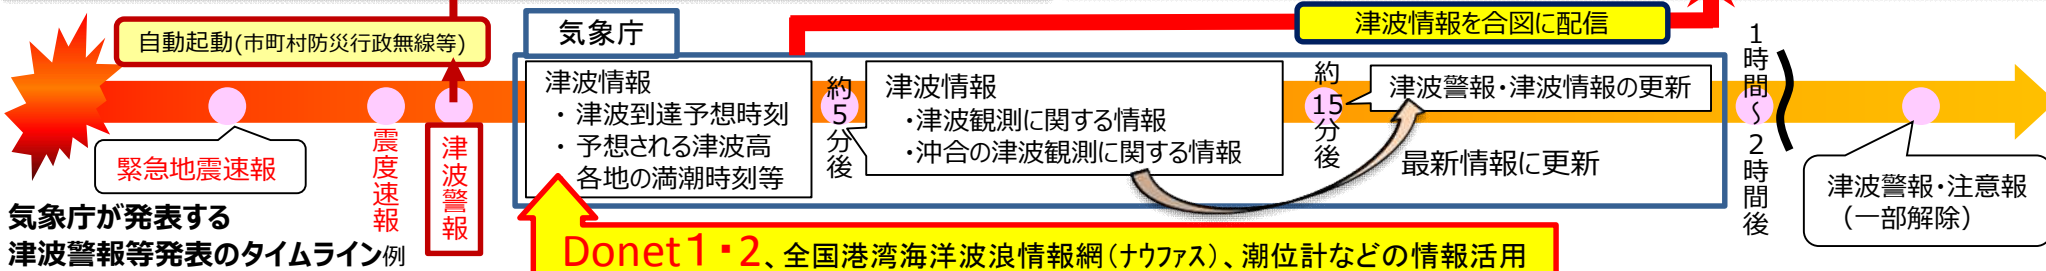 自動起動(市町村防災行政無線等)
気象庁
津波情報を合図に配信
緊急地震速報
震度速報
津波警報
津波情報
・ 津波到達予想時刻
・ 予想される津波高
各地の満潮時刻等
約5分後
津波情報
・津波観測に関する情報
・沖合の津波観測に関する情報
約15分後
津波警報・津波情報の更新
最新情報に更新
1時間～2時間後
津波警報・注意報
（一部解除）
気象庁が発表する
津波警報等発表のタイムライン例
Donet1・2、全国港湾海洋波浪情報網(ナウファス)、潮位計などの情報活用